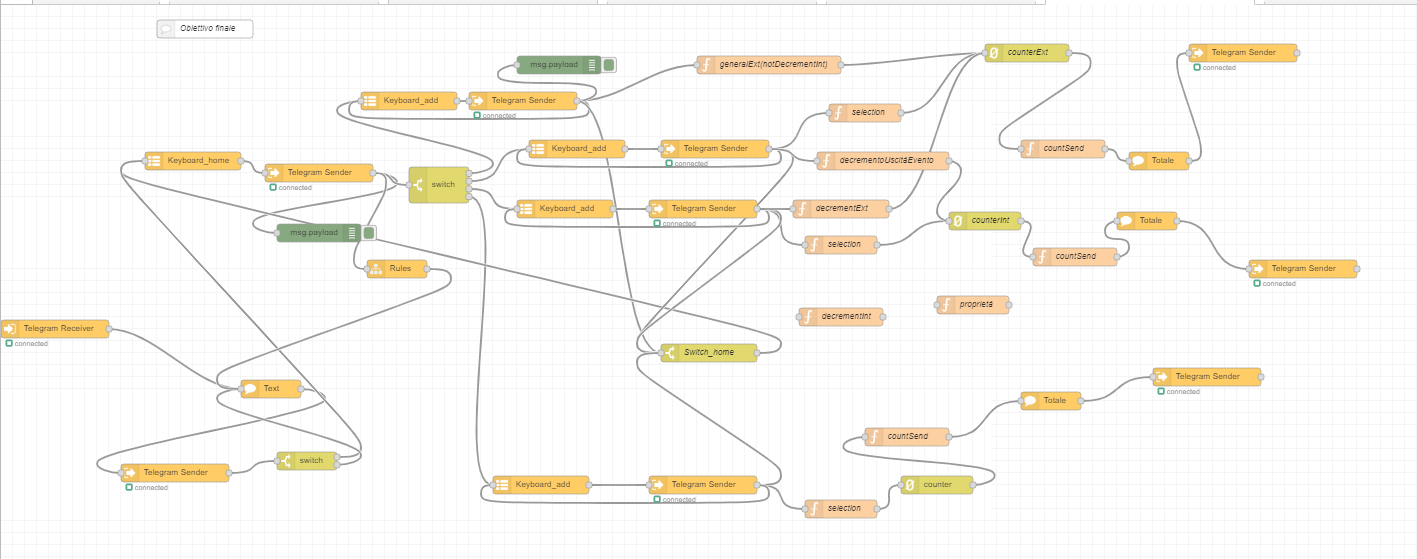 Obiettivo finale
counterExt
Telegram Sender
connected
msg.payload
generalExt(notDecrementInt)
Keyboard_add
Telegram Sender
connected
selection
Keyboard_add
Telegram Sender
connected
countSend
Totale
Keyboard_home
Telegram Sender
connected
decrementoUscitáEvento
switch
Keyboard_add
Telegram Sender
connected
decrementExt
counterInt
Totale
msg.payload
selection
countSend
Rules
Telegram Sender
connected
proprietá
decrementInt
Telegram Receiver
connected
Switch_home
Text
Telegram Sender
connected
Totale
countSend
switch
Telegram Sender
connected
Keyboard_add
Telegram Sender
connected
counter
selection